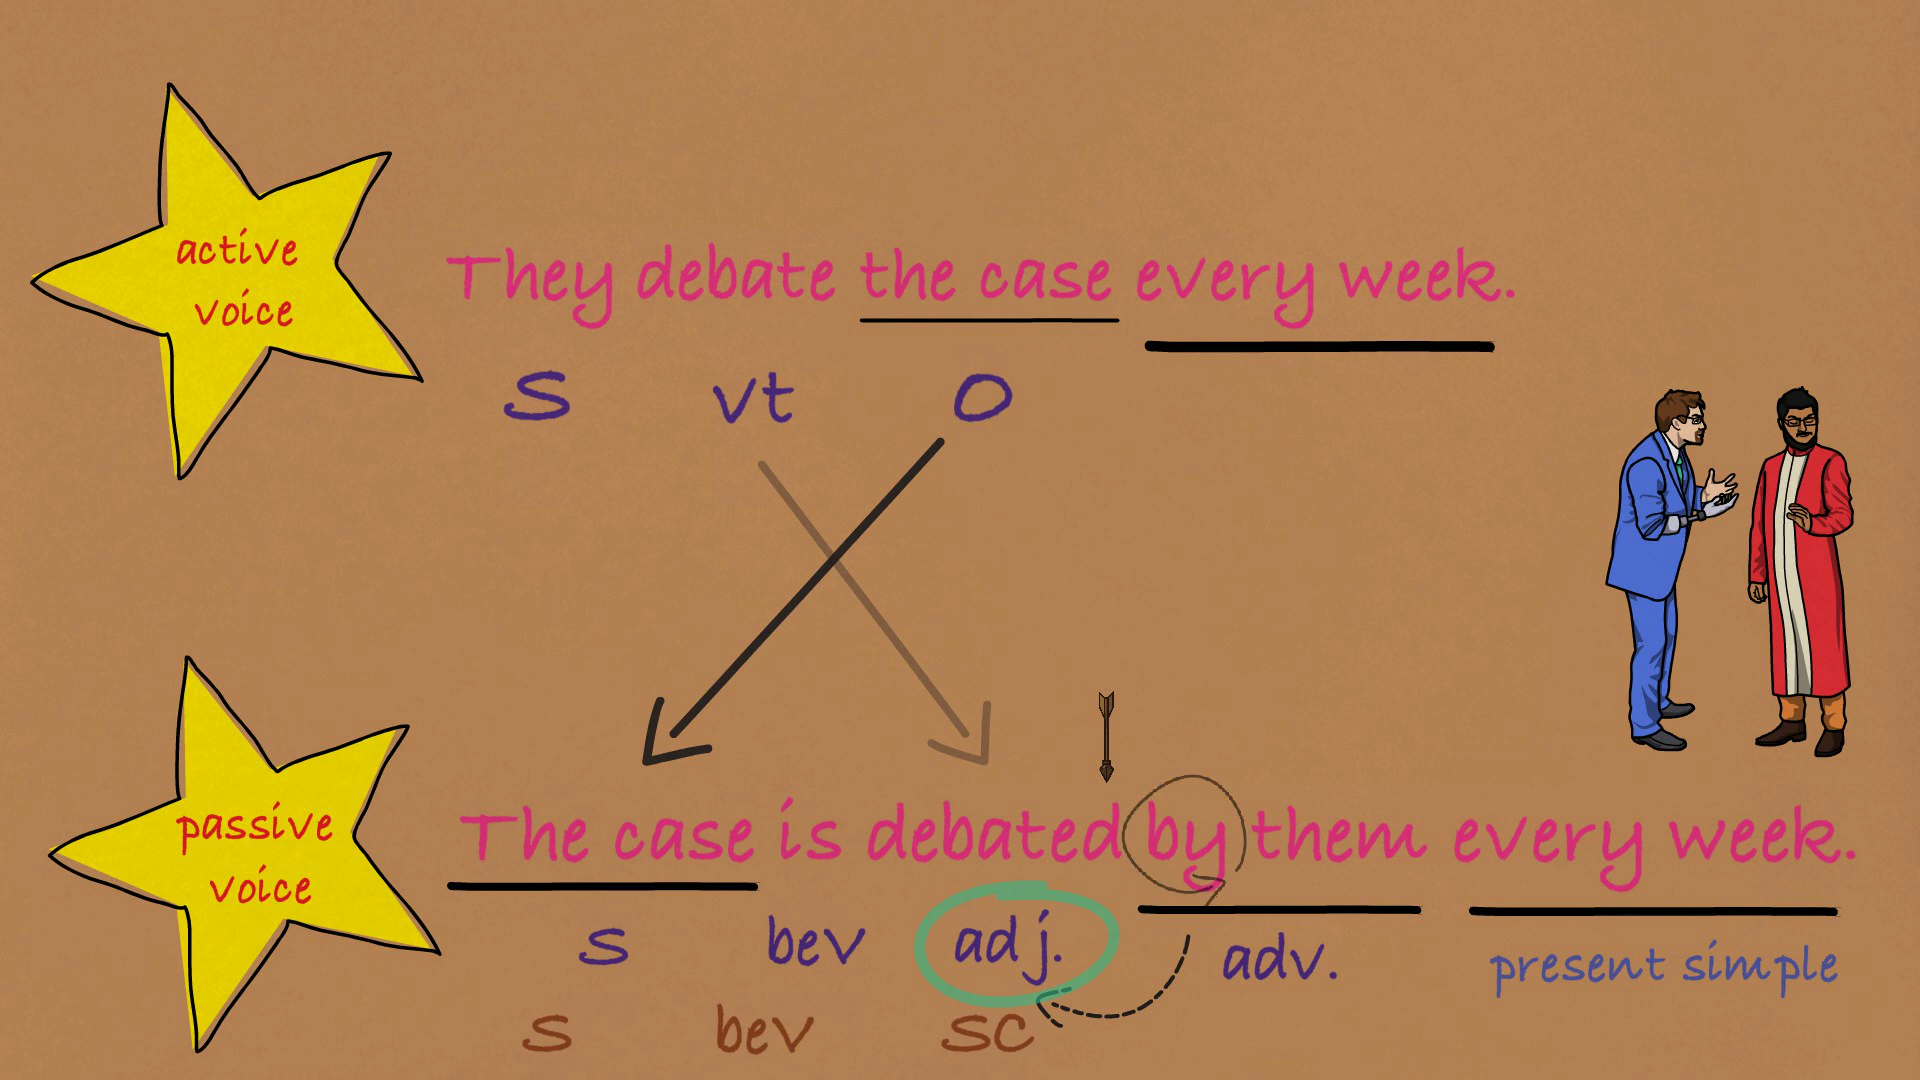 active
voice
They debate the case every week.
S vt O
passive
voice
The case is debated by them every week.
S bev adj. adv. present simple
S bev SC